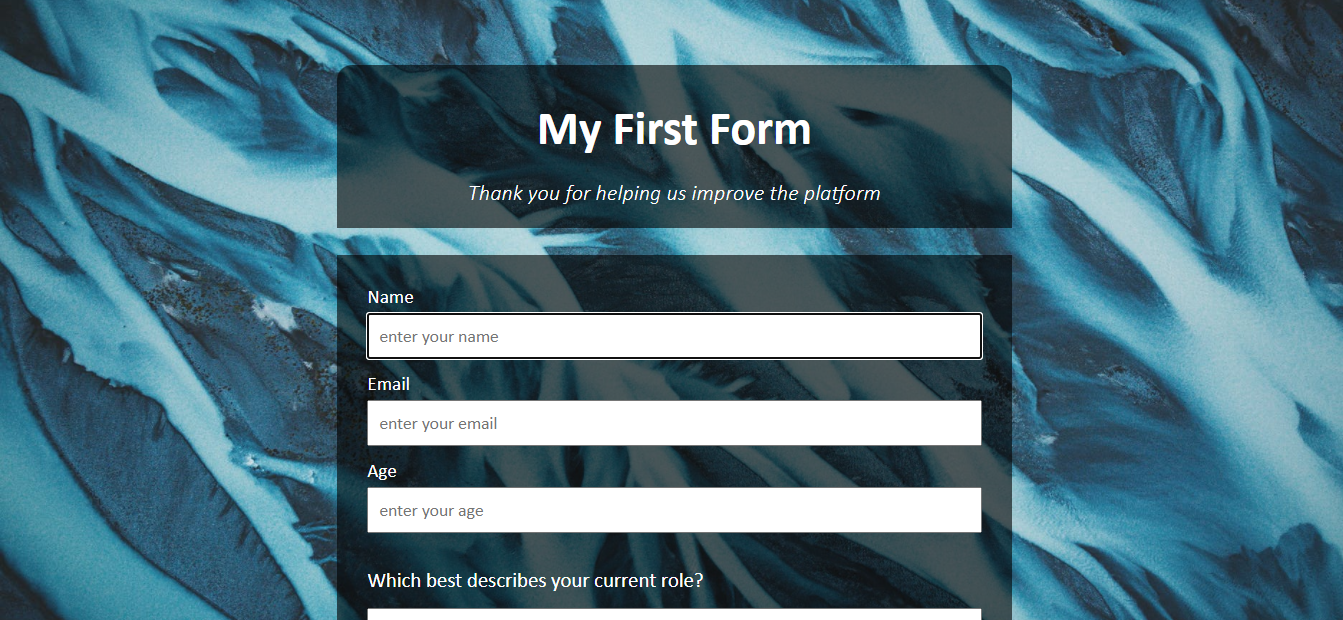 My First Form
Thank you for helping us improve the platform
Name
enter your name
Email
enter your email
Age
enter your age
Which best describes your current role?